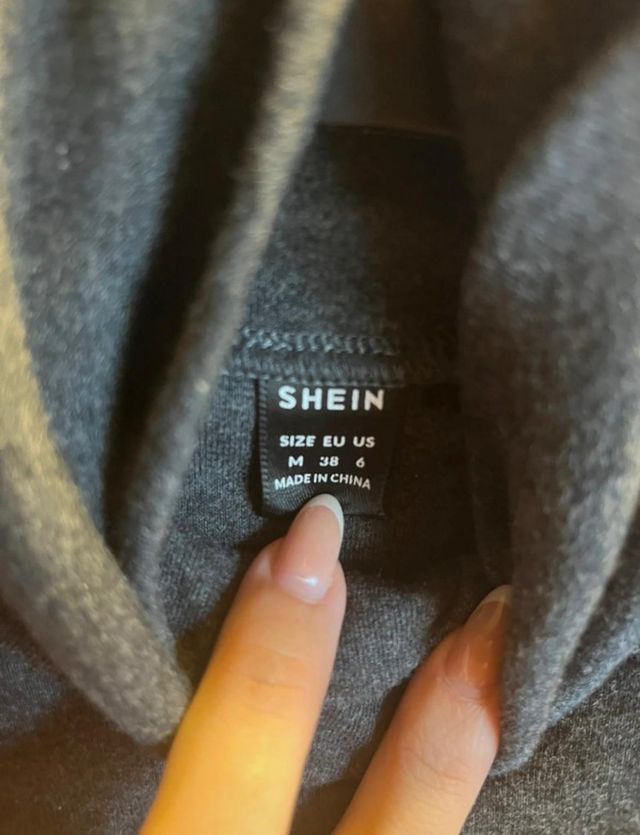 SHEIN
SIZE EU US
M 38 6
MADE IN CHINA